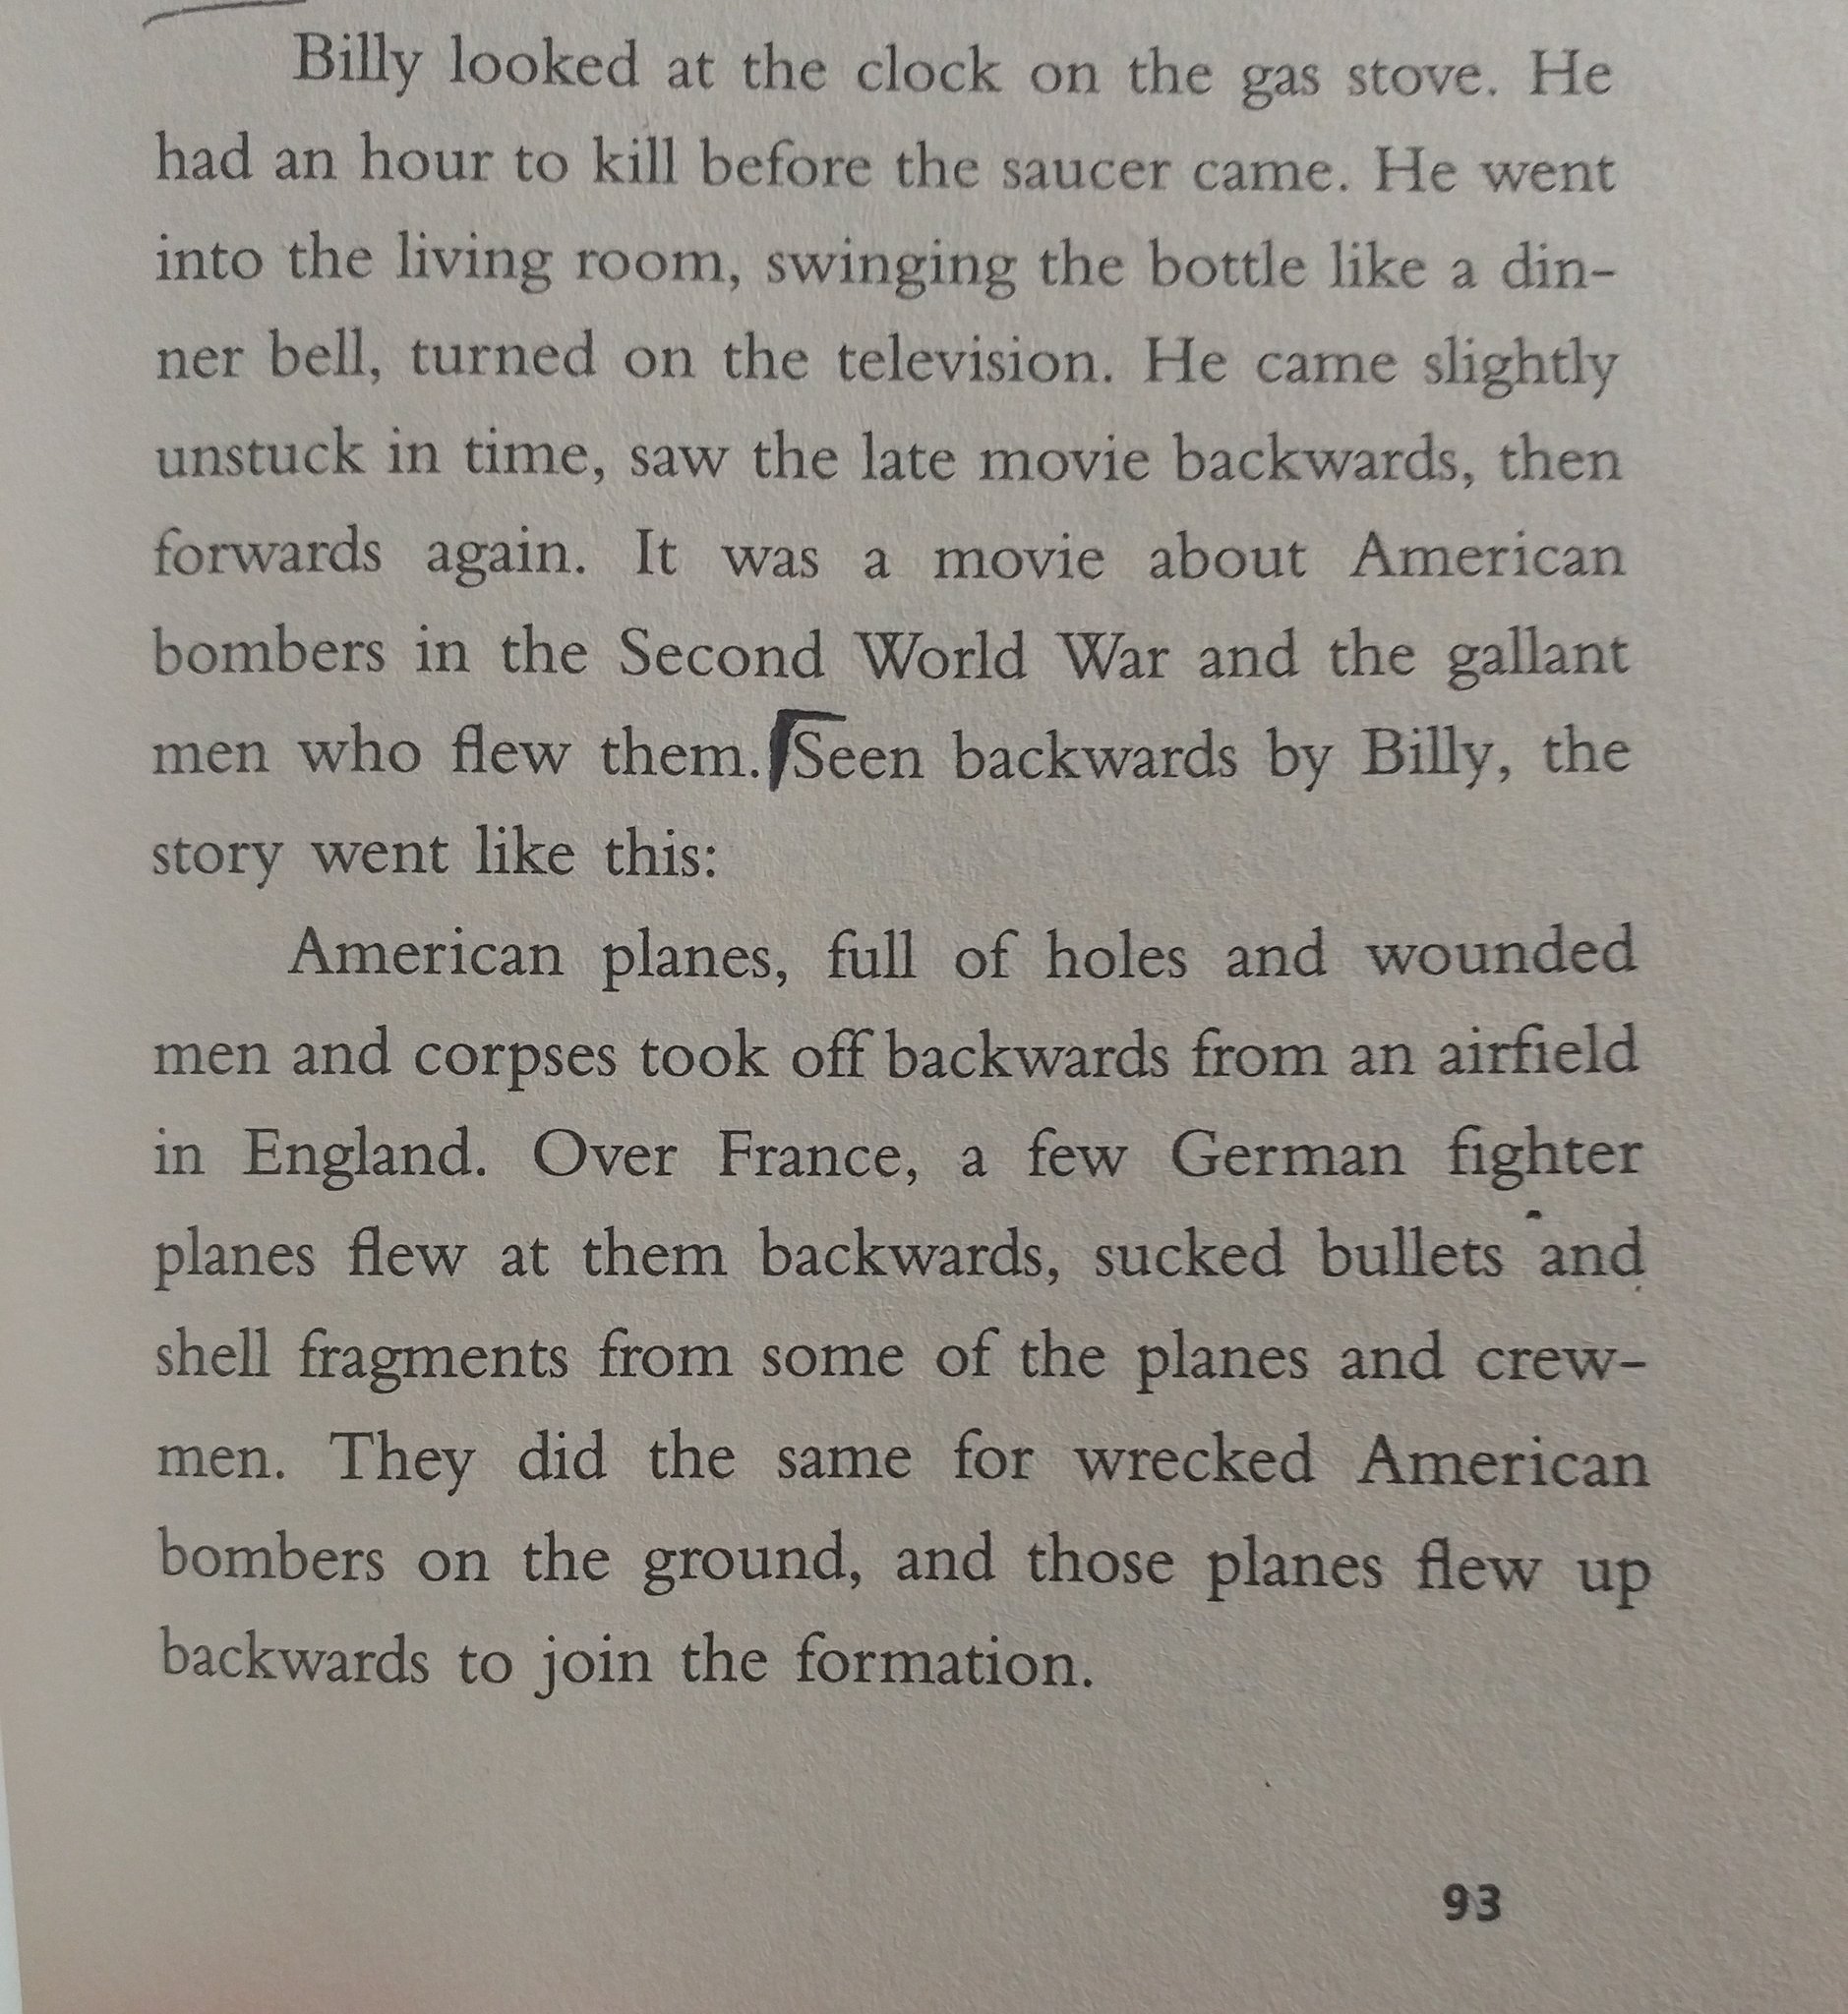 Billy looked at the clock on the gas stove. He
had an hour to kill before the saucer came. He went
into the living room, swinging the bottle like a din-
ner bell, turned on the television. He came slightly
unstuck in time, saw the late movie backwards, then
forwards again. It was a movie about American
bombers in the Second World War and the gallant
men who flew them. Seen backwards by Billy, the
story went like this:
American planes, full of holes and wounded
men and corpses took off backwards from an airfield
in England. Over France, a few German fighter
planes flew at them backwards, sucked bullets and
shell fragments from some of the planes and crew-
men. They did the same for wrecked American
bombers on the ground, and those planes flew up
backwards to join the formation.
93